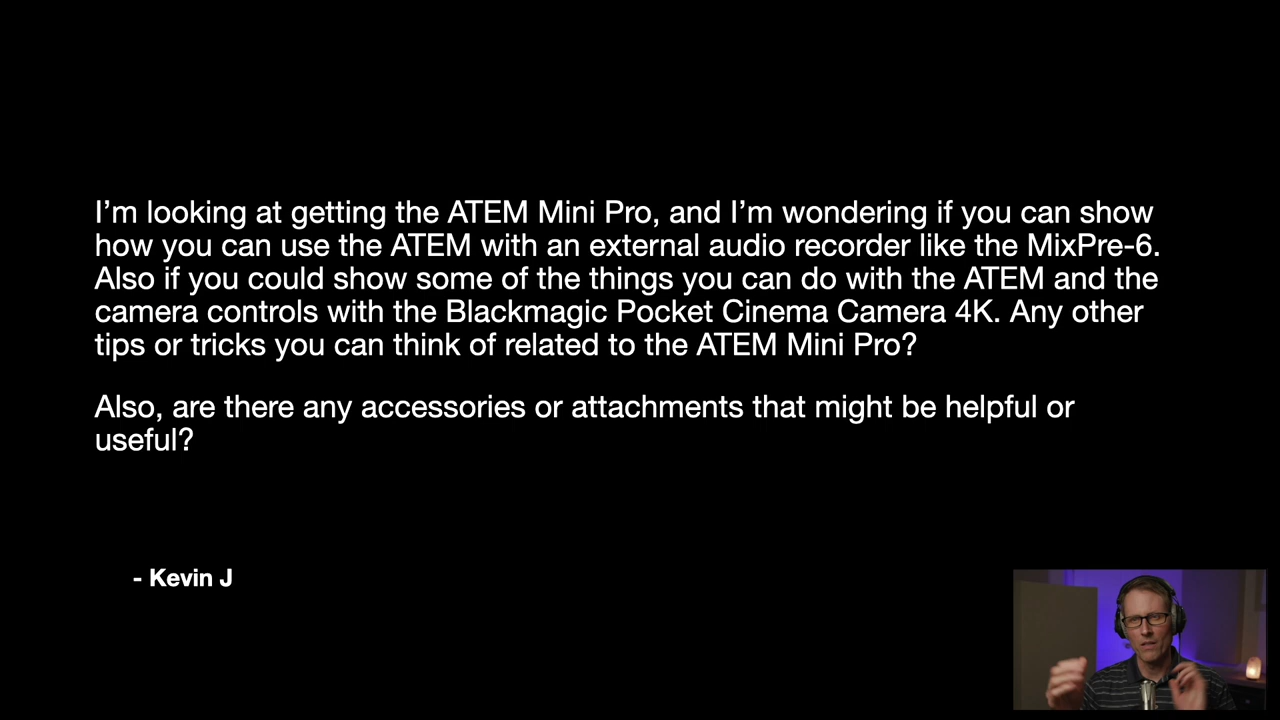 I’m looking at getting the ATEM Mini Pro, and I’m wondering if you can show
how you can use the ATEM with an external audio recorder like the MixPre-6.
Also if you could show some of the things you can do with the ATEM and the
camera controls with the Blackmagic Pocket Cinema Camera 4K. Any other
tips or tricks you can think of related to the ATEM Mini Pro?
Also, are there any accessories or attachments that might be helpful or
useful?
- Kevin J